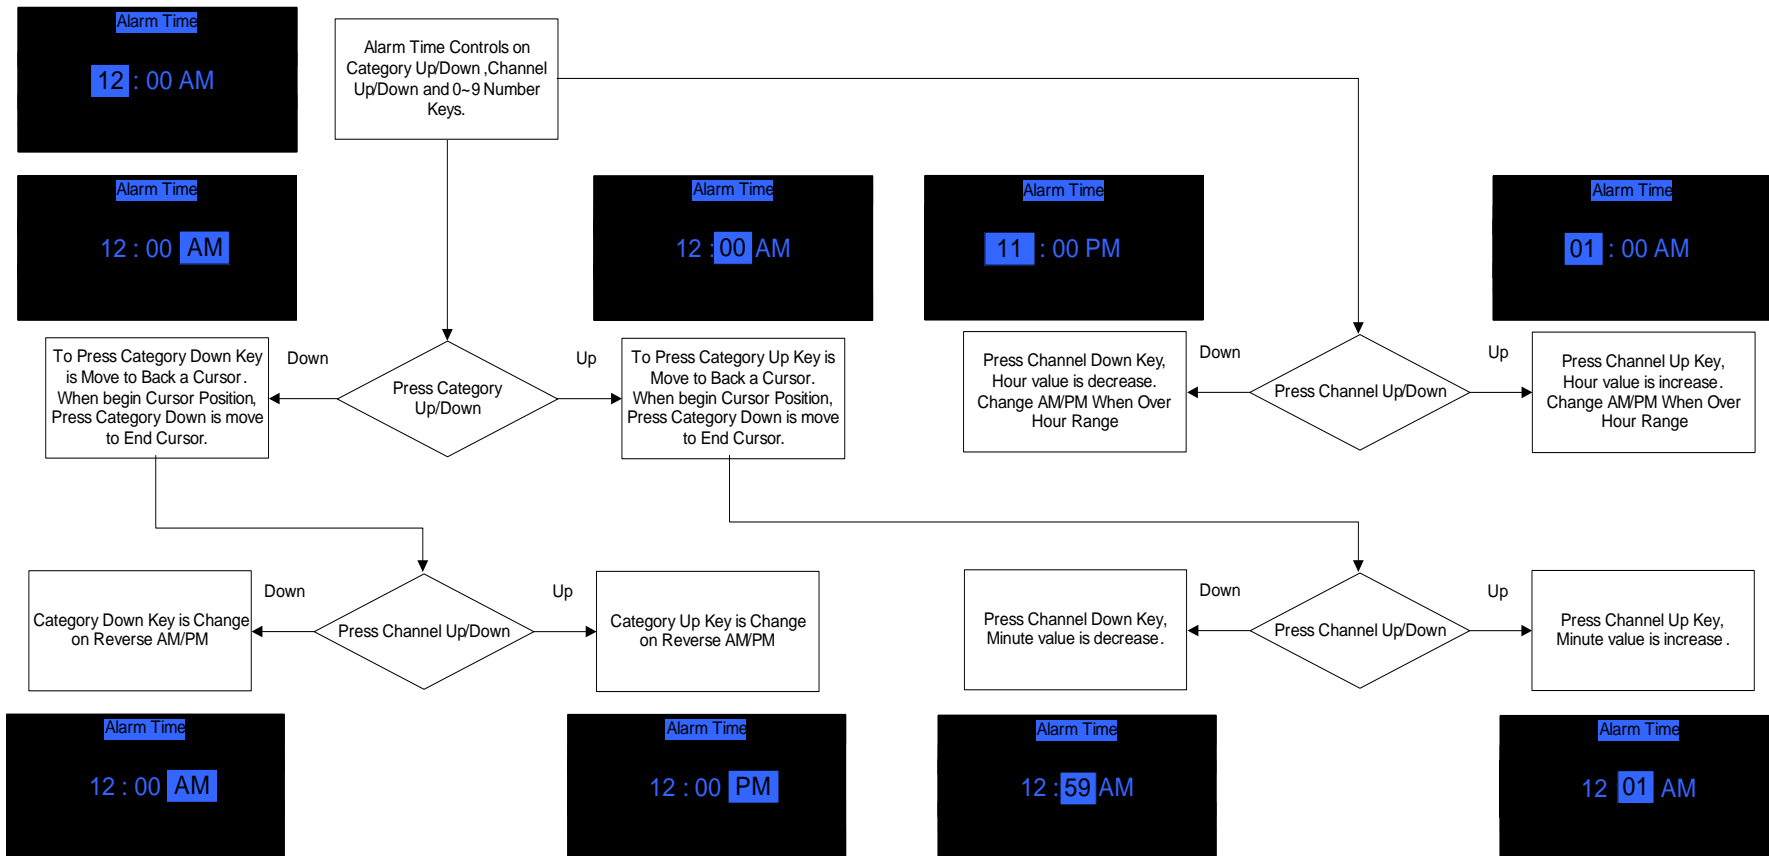 Alarm Time
12 : 00 AM
Alarm Time Controls on
Category Up/Down ,Channel
Up/Down and 0~9 Number
Keys.
Alarm Time
12 : 00 AM
Alarm Time
12 : 00 AM
Alarm Time
11 : 00 PM
Alarm Time
01 : 00 AM
To Press Category Down Key
is Move to Back a Cursor.
When begin Cursor Position,
Press Category Down is move
to End Cursor.
Down
Press Category
Up/Down
Up
To Press Category Up Key is
Move to Back a Cursor.
When begin Cursor Position,
Press Category Down is move
to End Cursor.
Press Channel Down Key,
Hour value is decrease.
Change AM/PM When Over
Hour Range
Down
Press Channel Up/Down
Up
Press Channel Up Key,
Hour value is increase.
Change AM/PM When Over
Hour Range
Category Down Key is Change
on Reverse AM/PM
Down
Press Channel Up/Down
Up
Category Up Key is Change
on Reverse AM/PM
Press Channel Down Key,
Minute value is decrease.
Down
Press Channel Up/Down
Up
Press Channel Up Key,
Minute value is increase.
Alarm Time
12 : 00 AM
Alarm Time
12 : 00 PM
Alarm Time
12 : 59 AM
Alarm Time
12 01 AM